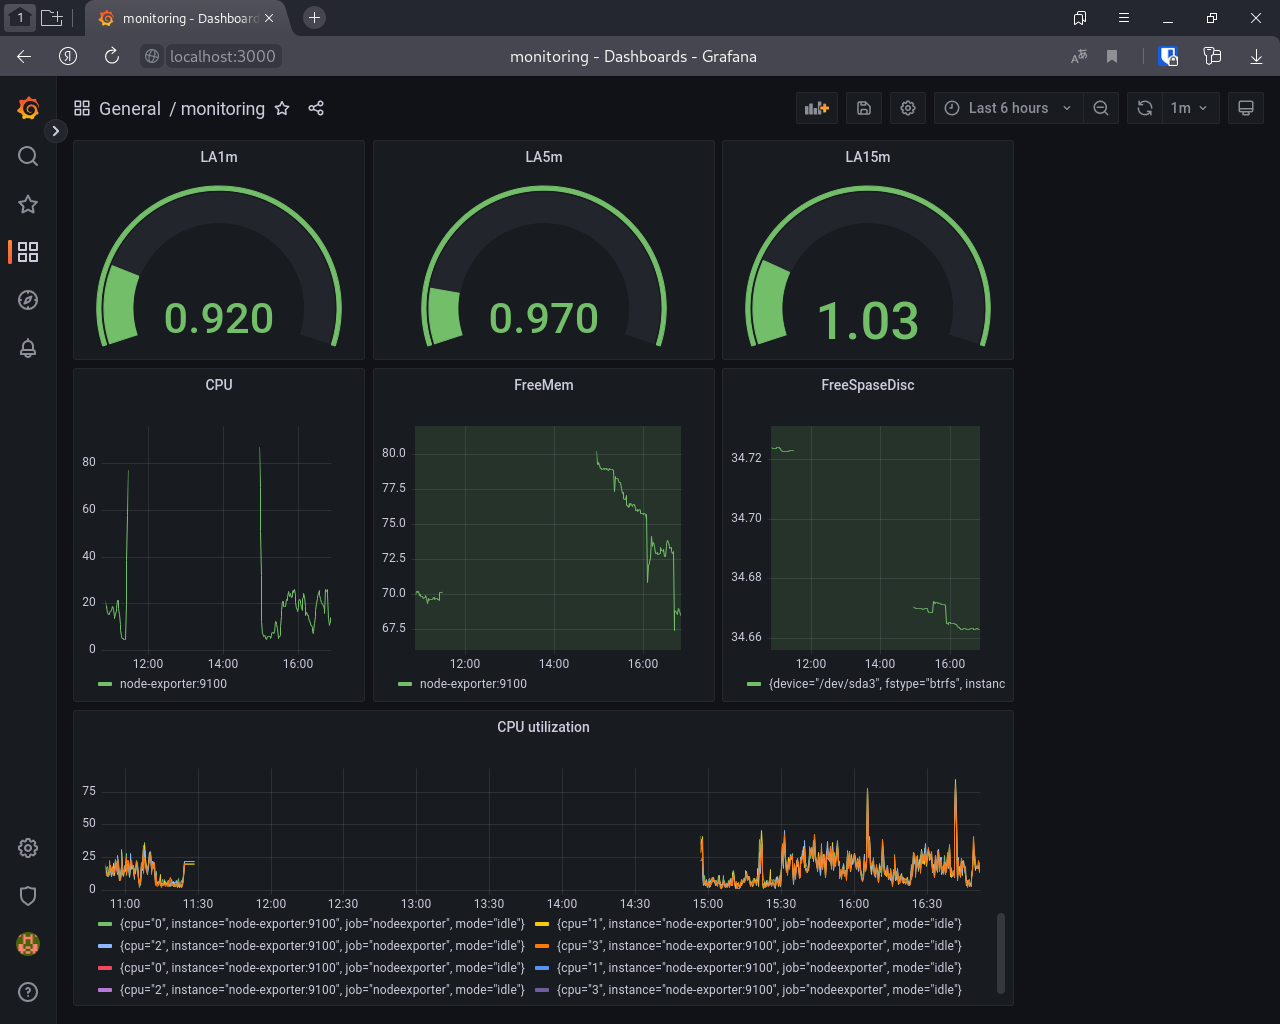 1
monitoring - Dashboard
localhost:3000
monitoring - Dashboards - Grafana
General / monitoring
Last 6 hours
1m
LA1m
LA5m
LA15m
0.920
0.970
1.03
CPU
80
60
40
20
0
12:00 14:00 16:00
node-exporter:9100
FreeMem
80.0
77.5
75.0
72.5
70.0
67.5
12:00 14:00 16:00
node-exporter:9100
FreeSpaseDisc
34.72
34.70
34.68
34.66
12:00 14:00 16:00
{device="/dev/sda3", fstype="btrfs", instanc
CPU utilization
75
50
25
0
11:00 11:30 12:00 12:30 13:00 13:30 14:00 14:30 15:00 15:30 16:00 16:30
{cpu="0", instance="node-exporter:9100", job="nodeexporter", mode="idle"} {cpu="1", instance="node-exporter:9100", job="nodeexporter", mode="idle"}
{cpu="2", instance="node-exporter:9100", job="nodeexporter", mode="idle"} {cpu="3", instance="node-exporter:9100", job="nodeexporter", mode="idle"}
{cpu="0", instance="node-exporter:9100", job="nodeexporter", mode="idle"} {cpu="1", instance="node-exporter:9100", job="nodeexporter", mode="idle"}
{cpu="2", instance="node-exporter:9100", job="nodeexporter", mode="idle"} {cpu="3", instance="node-exporter:9100", job="nodeexporter", mode="idle"}